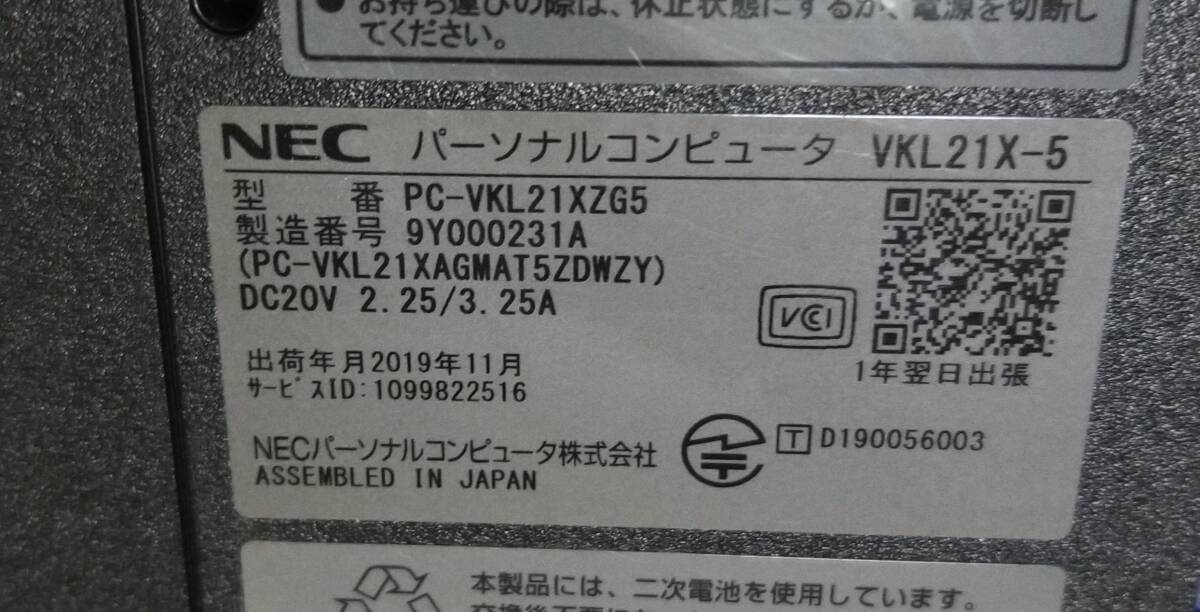 ● お持ち運びの際は、休止状態にするか、電源を切断し
てください。
NEC パーソナルコンピュータ VKL21X-5
型 番 PC-VKL21XZG5
製造番号 9Y000231A
(PC-VKL21XAGMAT5ZDWZY)
DC20V 2.25/3.25A
VCCI
1年翌日出張
出荷年月2019年11月
ｻｰﾋﾞｽID:1099822516
NECパーソナルコンピュータ株式会社
T D190056003
ASSEMBLED IN JAPAN
本製品には、二次電池を使用しています。